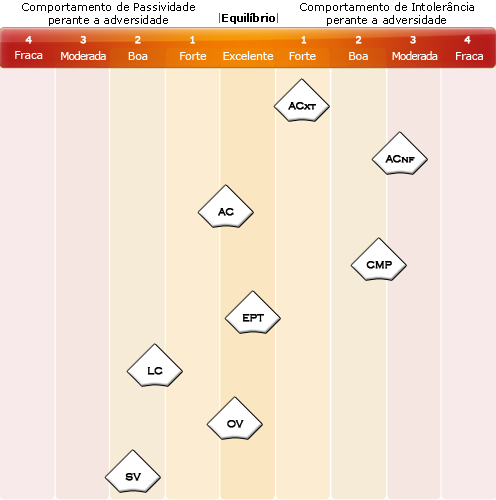 Comportamento de Passividade
perante a adversidade
|Equilíbrio|
Comportamento de Intolerância
perante a adversidade
4 3 2 1 1 2 3 4
Fraca Moderada Boa Forte Excelente Forte Boa Moderada Fraca
ACXT
ACNF
AC
CMP
EPT
LC
OV
SV